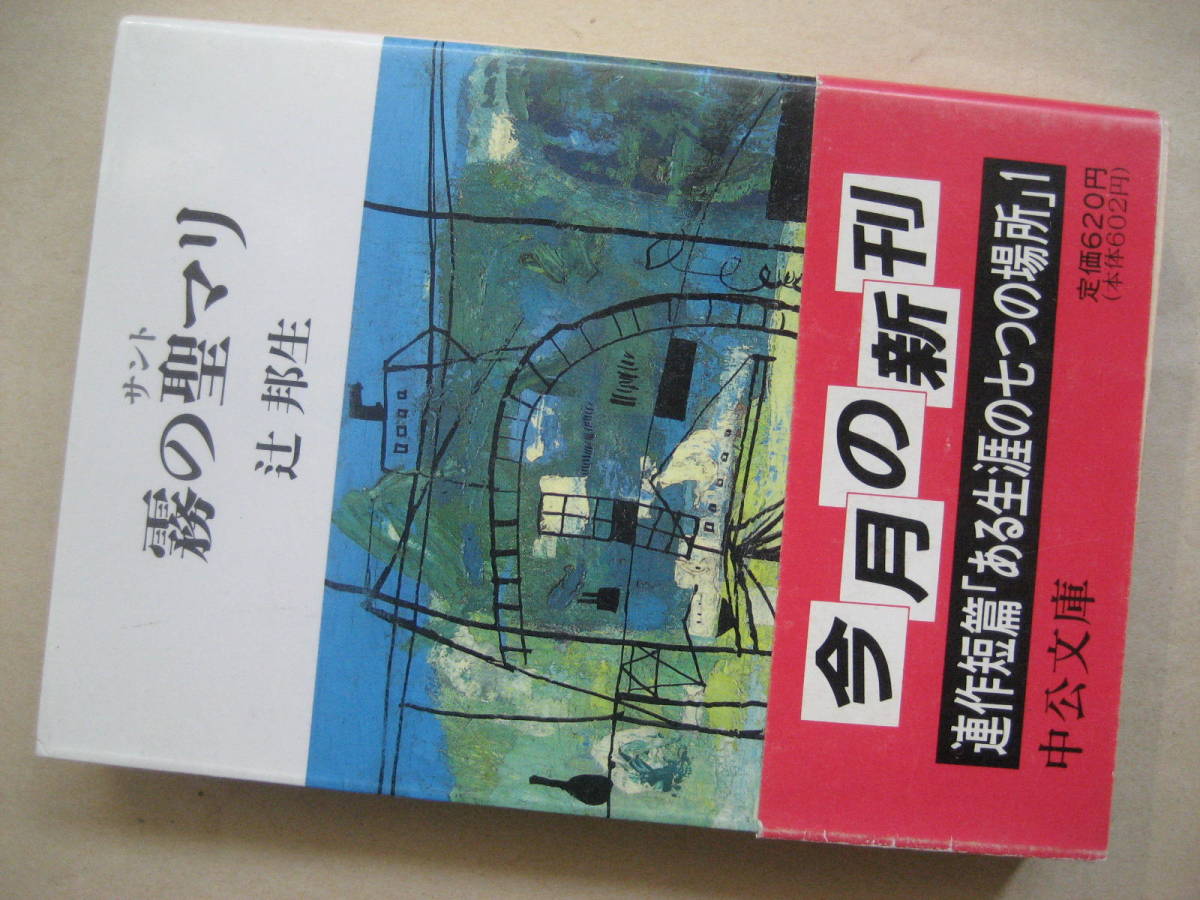 霧の聖マリ
サント
辻邦生
今月の新刊
連作短篇「ある生涯の七つの場所」1
中公文庫
定価620円
(本体602円)